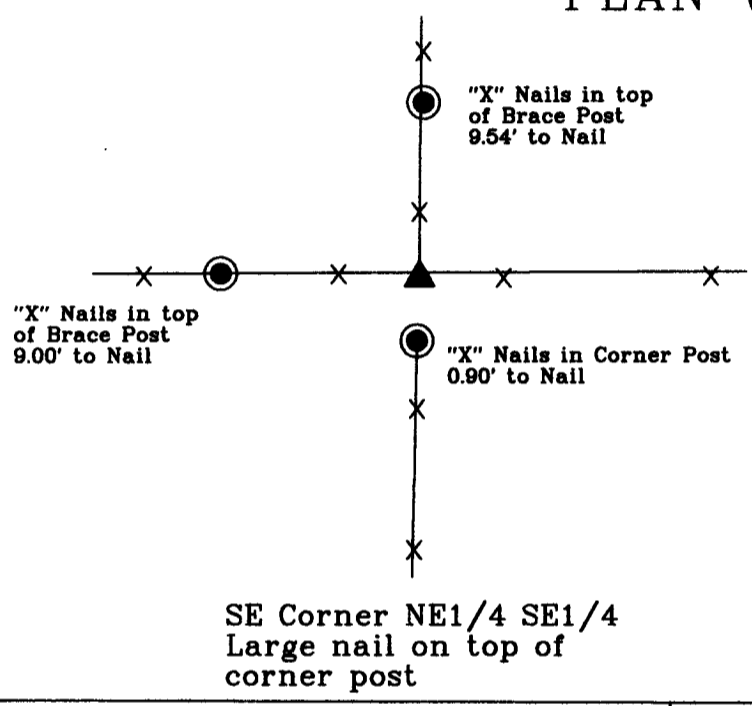 "X" Nails in top
of Brace Post
9.54' to Nail
"X" Nails in top
of Brace Post
9.00' to Nail
"X" Nails in Corner Post
0.90' to Nail
SE Corner NE1/4 SE1/4
Large nail on top of
corner post